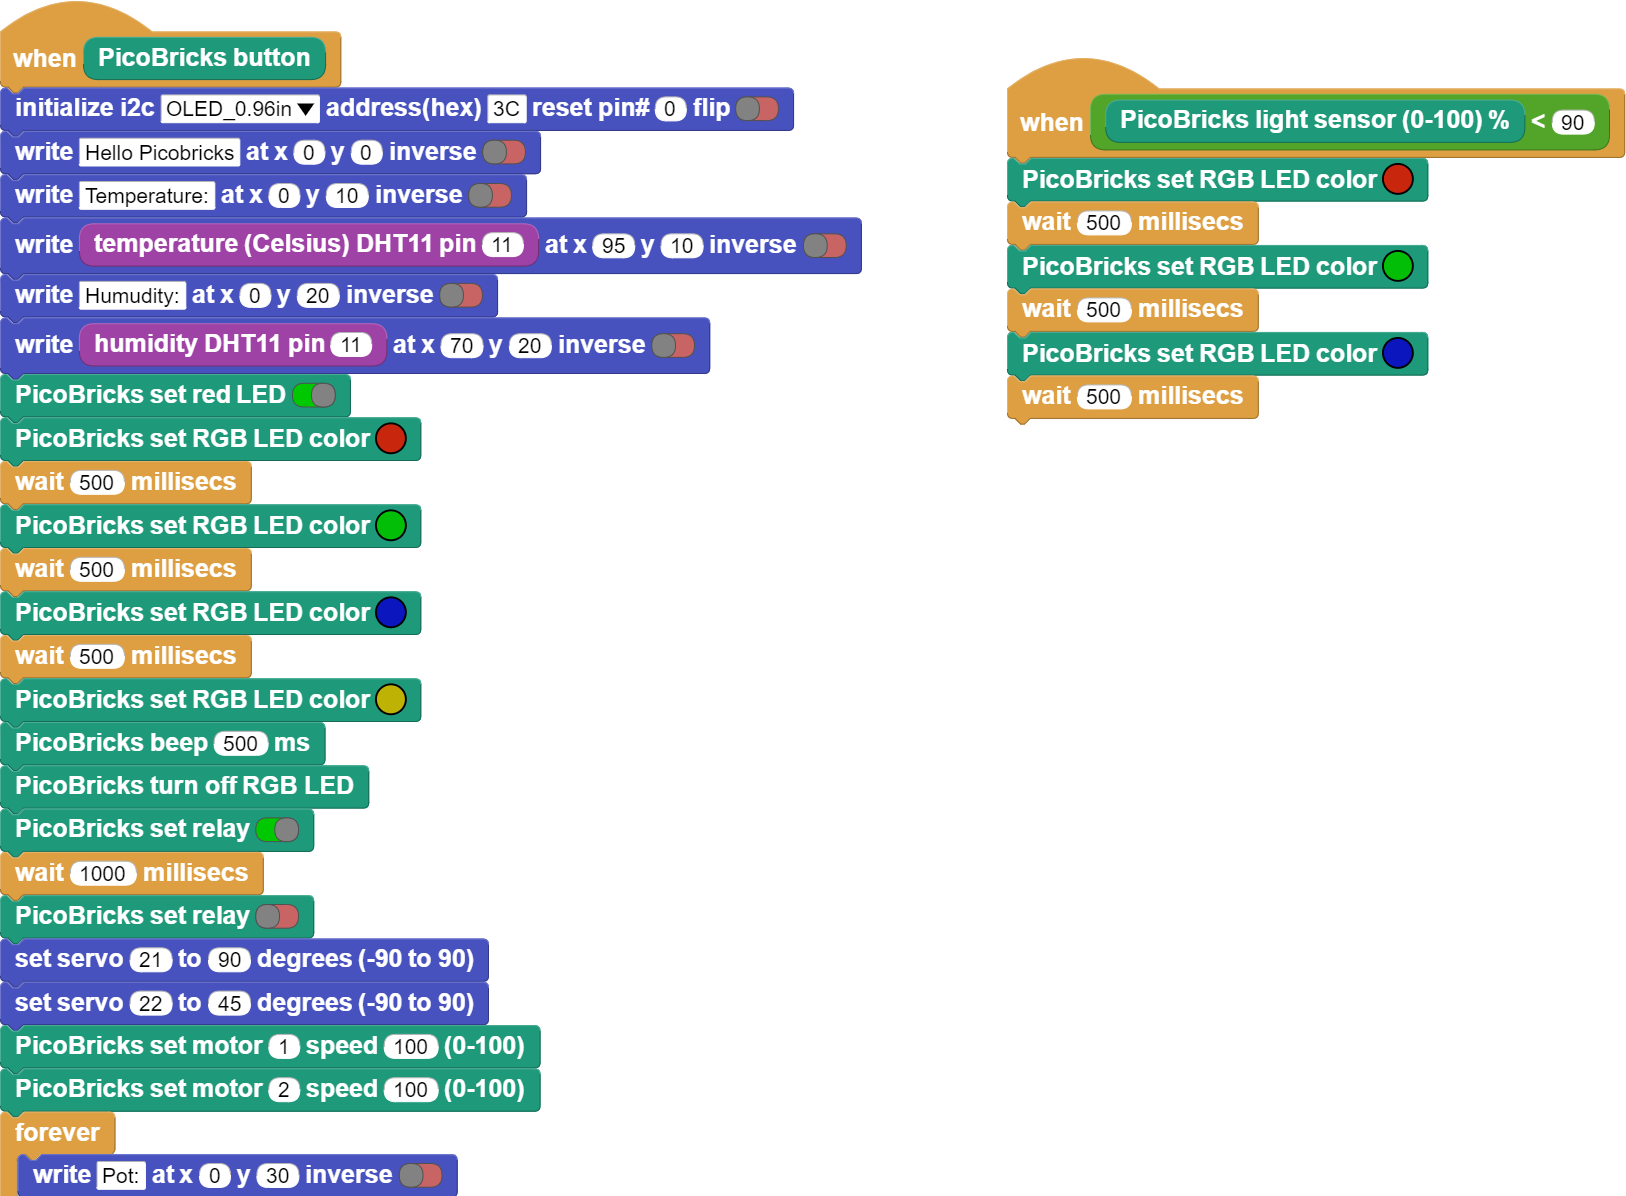 when PicoBricks button
initialize i2c OLED_0.96in address(hex) 3C reset pin# 0 flip
write Hello Picobricks at x 0 y 0 inverse
write Temperature: at x 0 y 10 inverse
write temperature (Celsius) DHT11 pin 11 at x 95 y 10 inverse
write Humudity: at x 0 y 20 inverse
write humidity DHT11 pin 11 at x 70 y 20 inverse
PicoBricks set red LED
PicoBricks set RGB LED color
wait 500 millisecs
PicoBricks set RGB LED color
wait 500 millisecs
PicoBricks set RGB LED color
wait 500 millisecs
PicoBricks set RGB LED color
PicoBricks beep 500 ms
PicoBricks turn off RGB LED
PicoBricks set relay
wait 1000 millisecs
PicoBricks set relay
set servo 21 to 90 degrees (-90 to 90)
set servo 22 to 45 degrees (-90 to 90)
PicoBricks set motor 1 speed 100 (0-100)
PicoBricks set motor 2 speed 100 (0-100)
forever
write Pot: at x 0 y 30 inverse
when PicoBricks light sensor (0-100) % < 90
PicoBricks set RGB LED color
wait 500 millisecs
PicoBricks set RGB LED color
wait 500 millisecs
PicoBricks set RGB LED color
wait 500 millisecs